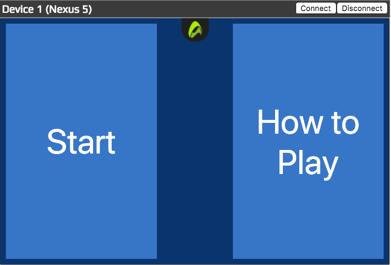 Device 1 (Nexus 5)
Connect
Disconnect
Start
How to
Play